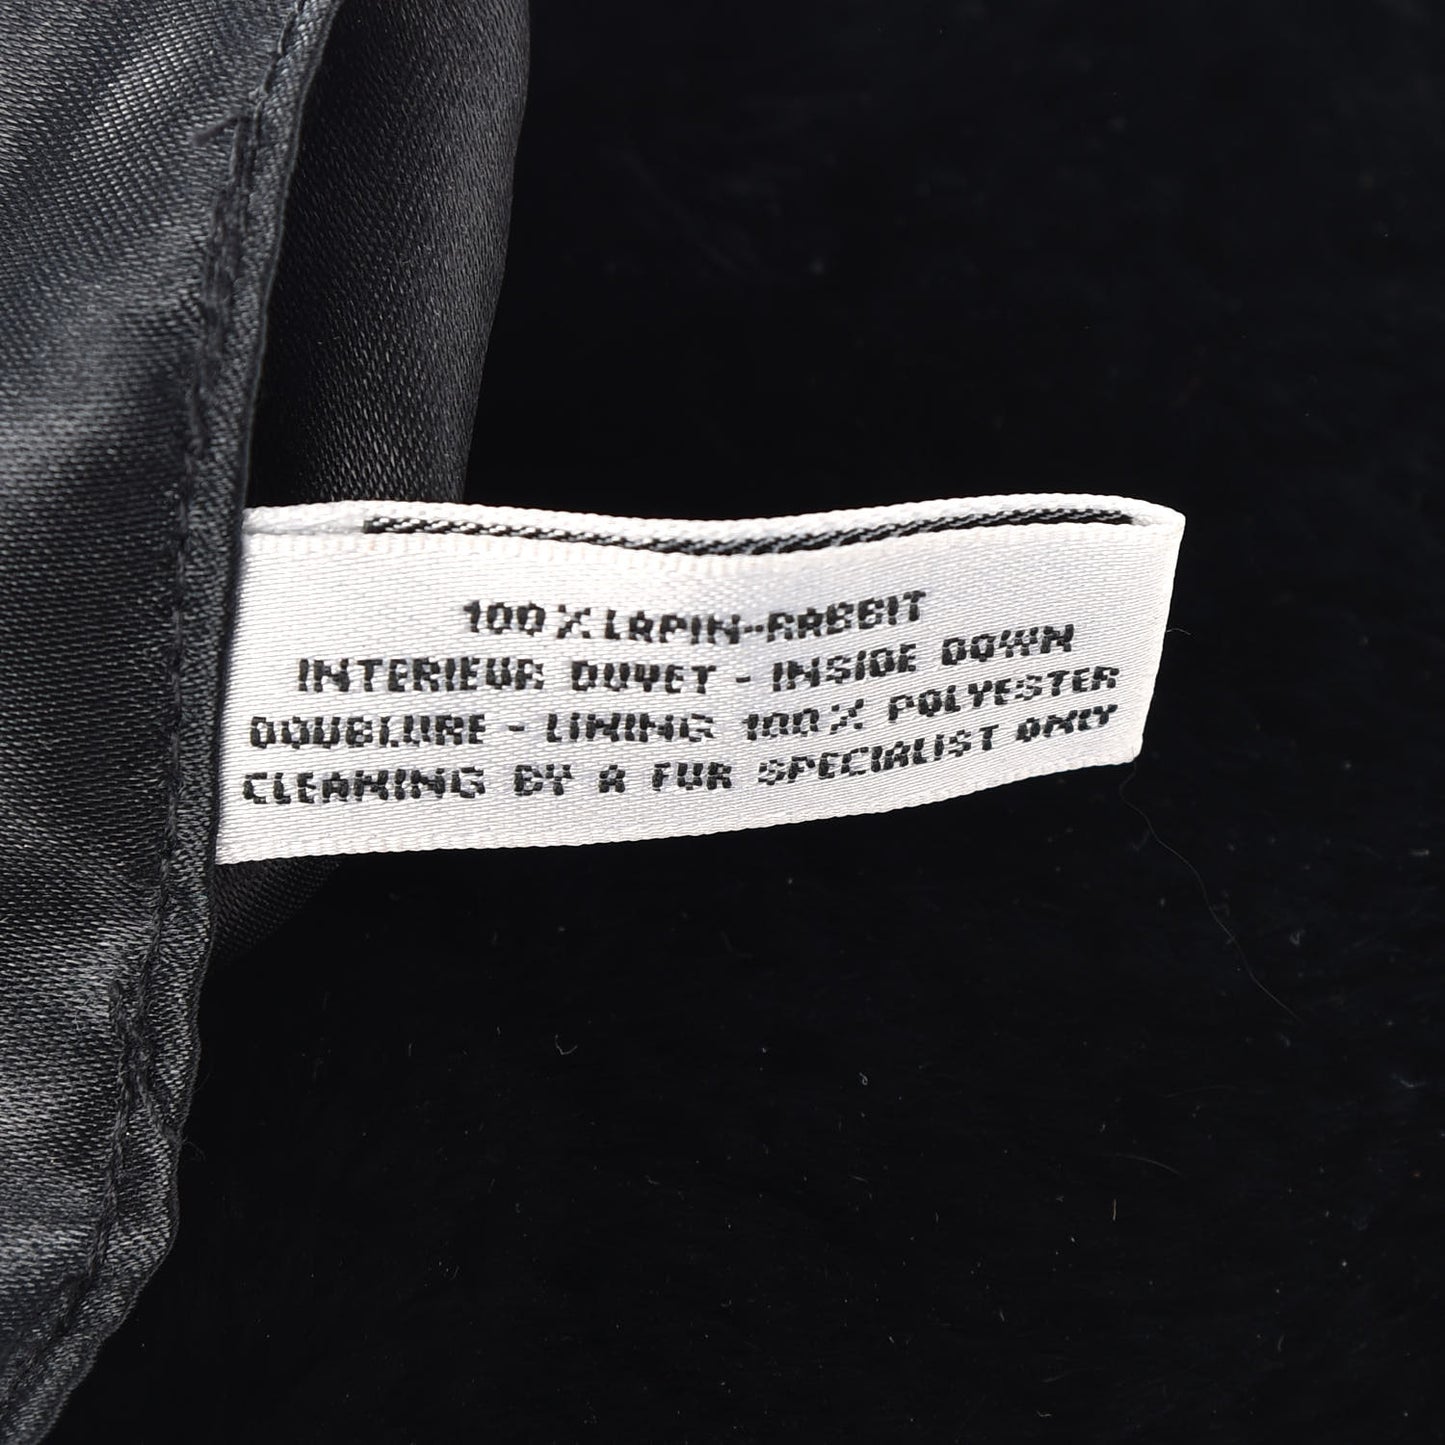 100% LAPIN-RABBIT
INTERIEUR DUVET - INSIDE DOWN
DOUBLURE - LINING 100% POLYESTER
CLEANING BY A FUR SPECIALIST ONLY